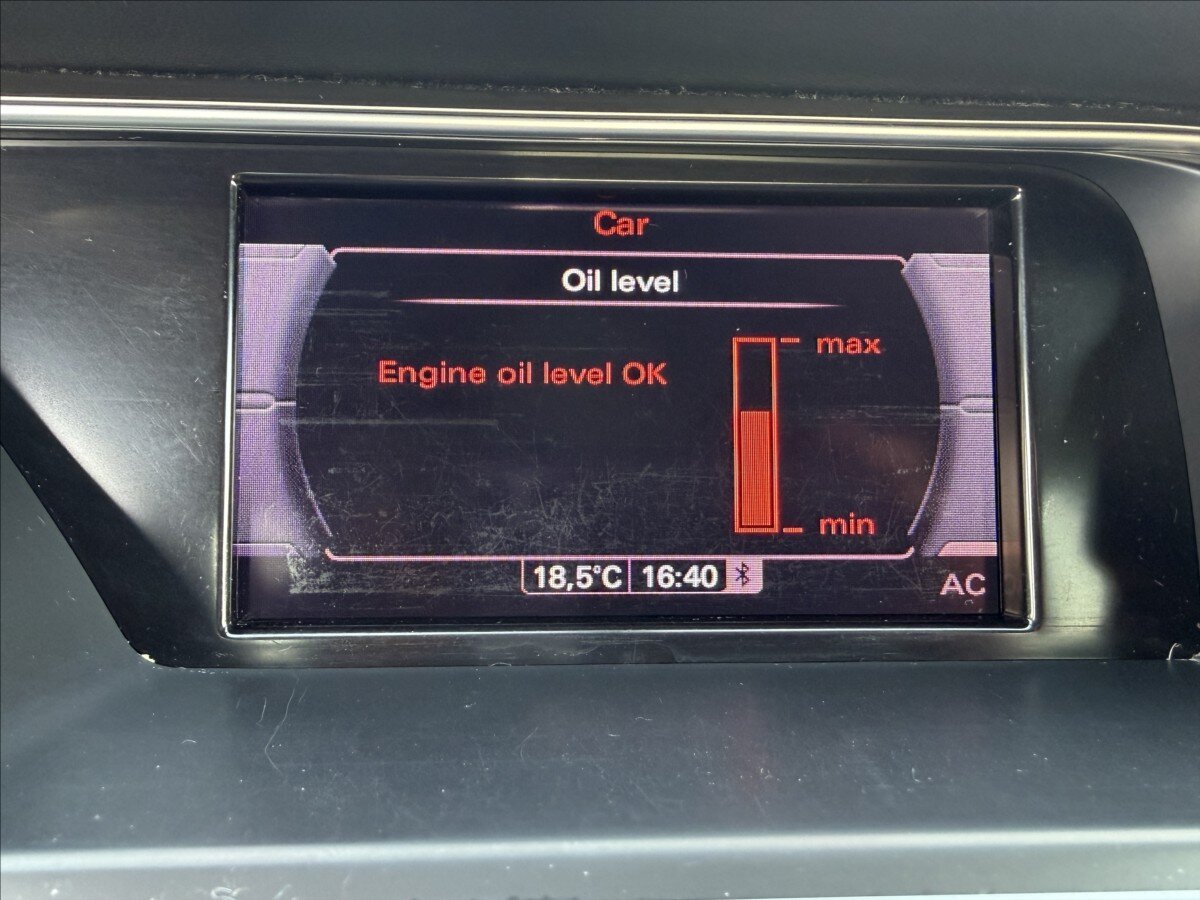 Car
Oil level
max
Engine oil level OK
min
18,5°C 16:40
AC